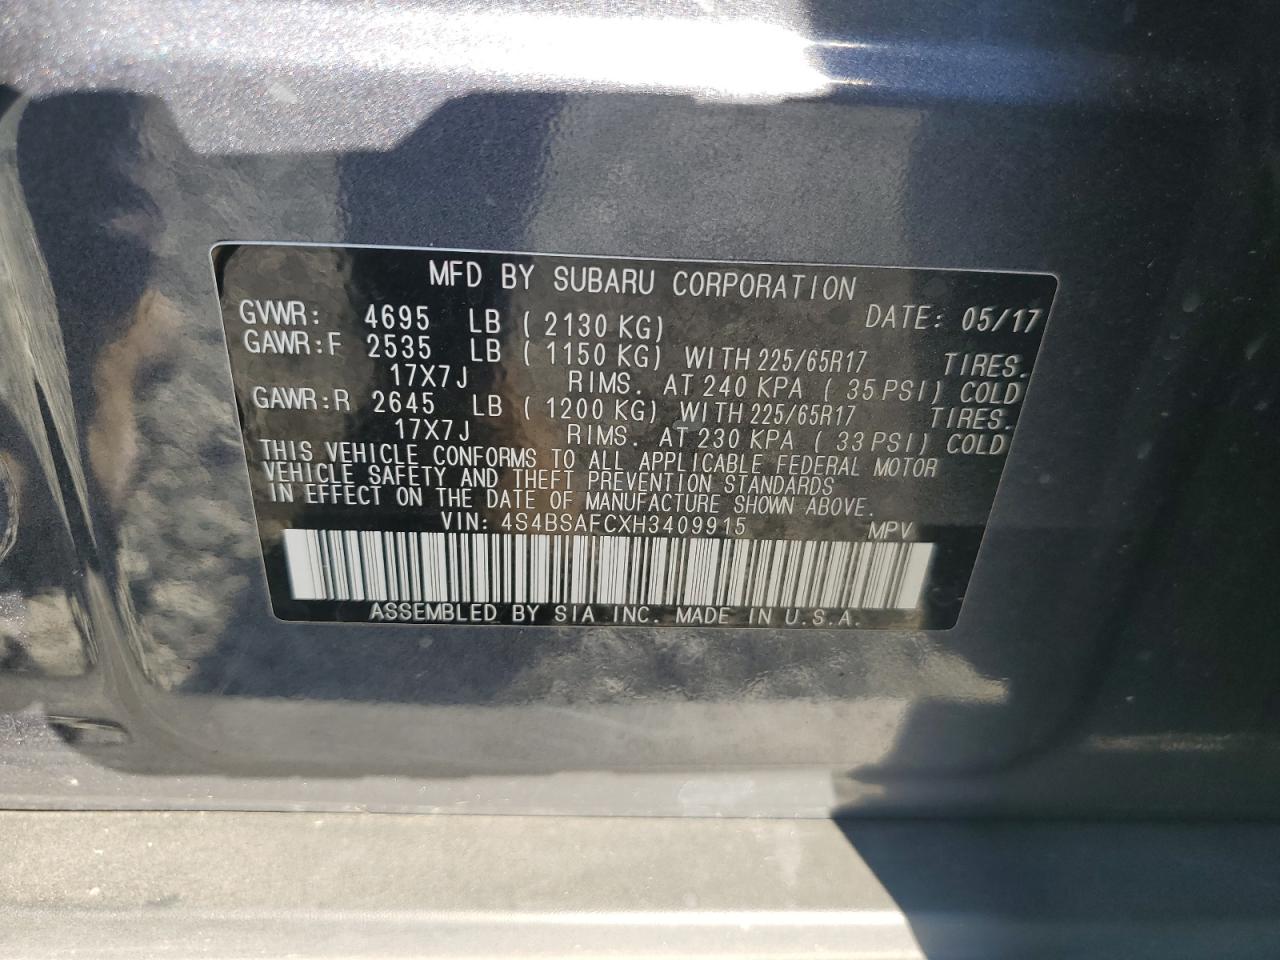 MFD BY SUBARU CORPORATION
GVWR: 4695 LB ( 2130 KG) DATE: 05/17
GAWR:F 2535 LB ( 1150 KG) WITH 225/65R17 TIRES.
17X7J RIMS. AT 240 KPA ( 35 PSI) COLD
GAWR:R 2645 LB ( 1200 KG) WITH 225/65R17 TIRES.
17X7J RIMS. AT 230 KPA ( 33 PSI) COLD
THIS VEHICLE CONFORMS TO ALL APPLICABLE FEDERAL MOTOR
VEHICLE SAFETY AND THEFT PREVENTION STANDARDS
IN EFFECT ON THE DATE OF MANUFACTURE SHOWN ABOVE.
VIN: 4S4BSAFCXH3409915 MPV
ASSEMBLED BY SIA INC. MADE IN U.S.A.